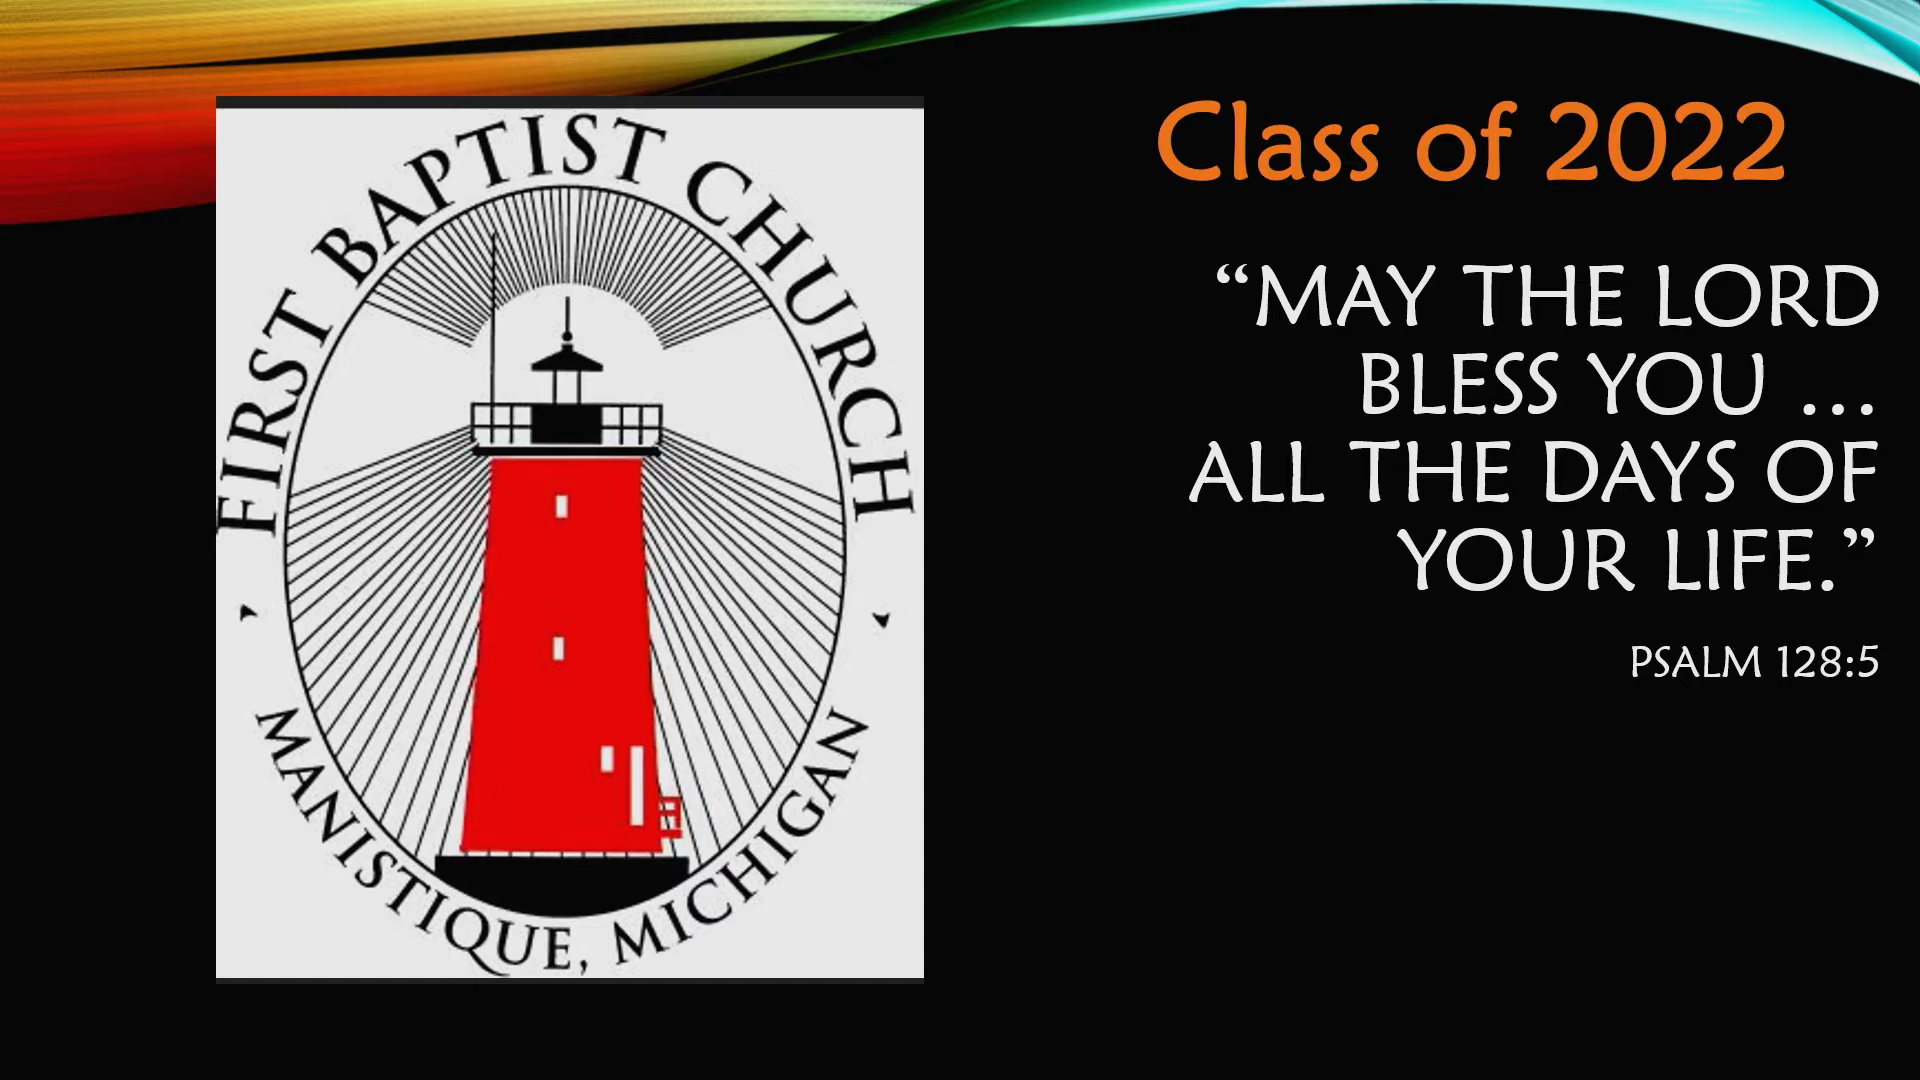 FIRST BAPTIST CHURCH
MANISTIQUE, MICHIGAN
Class of 2022
“MAY THE LORD
BLESS YOU …
ALL THE DAYS OF
YOUR LIFE.”
PSALM 128:5